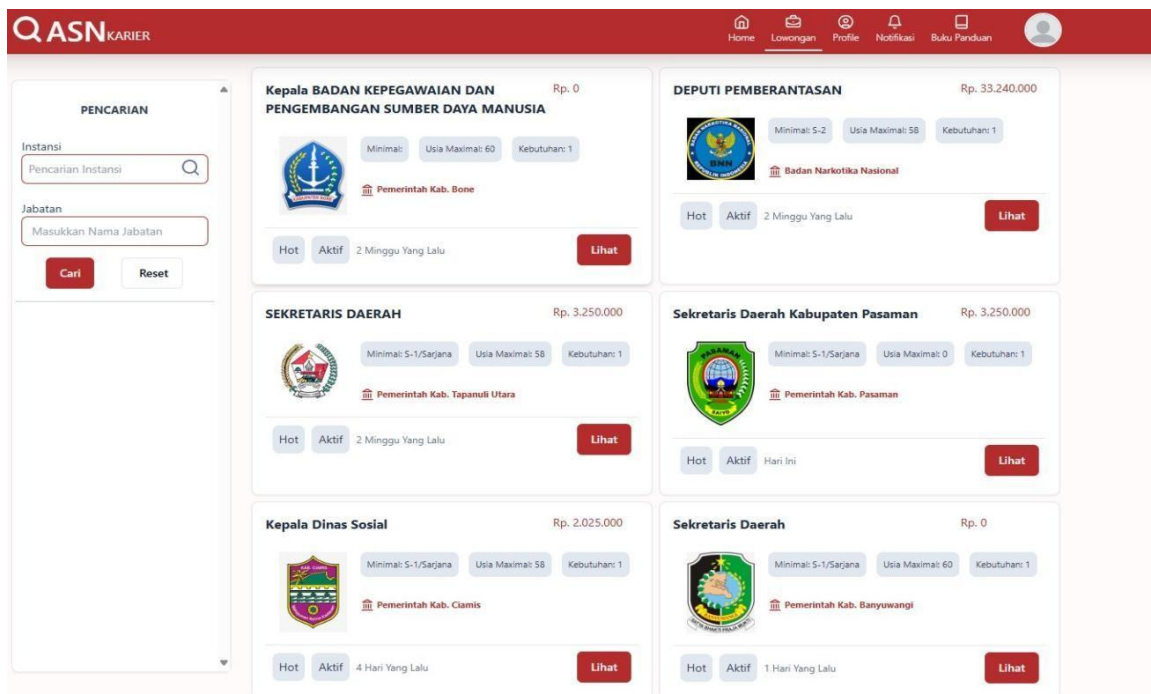 ASNKARIER
Home Lowongan Profile Notifikasi Buku Panduan
PENCARIAN
Instansi
Pencarian Instansi
Jabatan
Masukkan Nama Jabatan
Cari Reset
Kepala BADAN KEPEGAWAIAN DAN
PENGEMBANGAN SUMBER DAYA MANUSIA
Rp. 0
Minimal: Usia Maximal: 60 Kebutuhan: 1
Pemerintah Kab. Bone
Hot Aktif 2 Minggu Yang Lalu Lihat
DEPUTI PEMBERANTASAN Rp. 33.240.000
BNN
Minimal: S-2 Usia Maximal: 58 Kebutuhan: 1
Badan Narkotika Nasional
Hot Aktif 2 Minggu Yang Lalu Lihat
SEKRETARIS DAERAH Rp. 3.250.000
Minimal: S-1/Sarjana Usia Maximal: 58 Kebutuhan: 1
Pemerintah Kab. Tapanuli Utara
Hot Aktif 2 Minggu Yang Lalu Lihat
Sekretaris Daerah Kabupaten Pasaman Rp. 3.250.000
PASAMAN
Minimal: S-1/Sarjana Usia Maximal: 0 Kebutuhan: 1
Pemerintah Kab. Pasaman
Hot Aktif Hari Ini Lihat
Kepala Dinas Sosial Rp. 2.025.000
Minimal: S-1/Sarjana Usia Maximal: 58 Kebutuhan: 1
Pemerintah Kab. Ciamis
Hot Aktif 4 Hari Yang Lalu Lihat
Sekretaris Daerah Rp. 0
Minimal: S-1/Sarjana Usia Maximal: 60 Kebutuhan: 1
Pemerintah Kab. Banyuwangi
Hot Aktif 1 Hari Yang Lalu Lihat